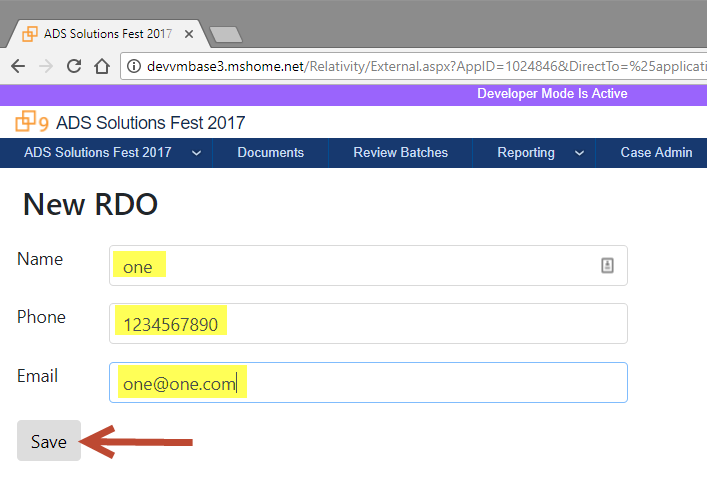 ADS Solutions Fest 2017
devvmbase3.mshome.net/Relativity/External.aspx?AppID=1024846&DirectTo=%25applicati
Developer Mode Is Active
9 ADS Solutions Fest 2017
ADS Solutions Fest 2017 Documents Review Batches Reporting Case Admin
New RDO
Name one
Phone 1234567890
Email one@one.com
Save